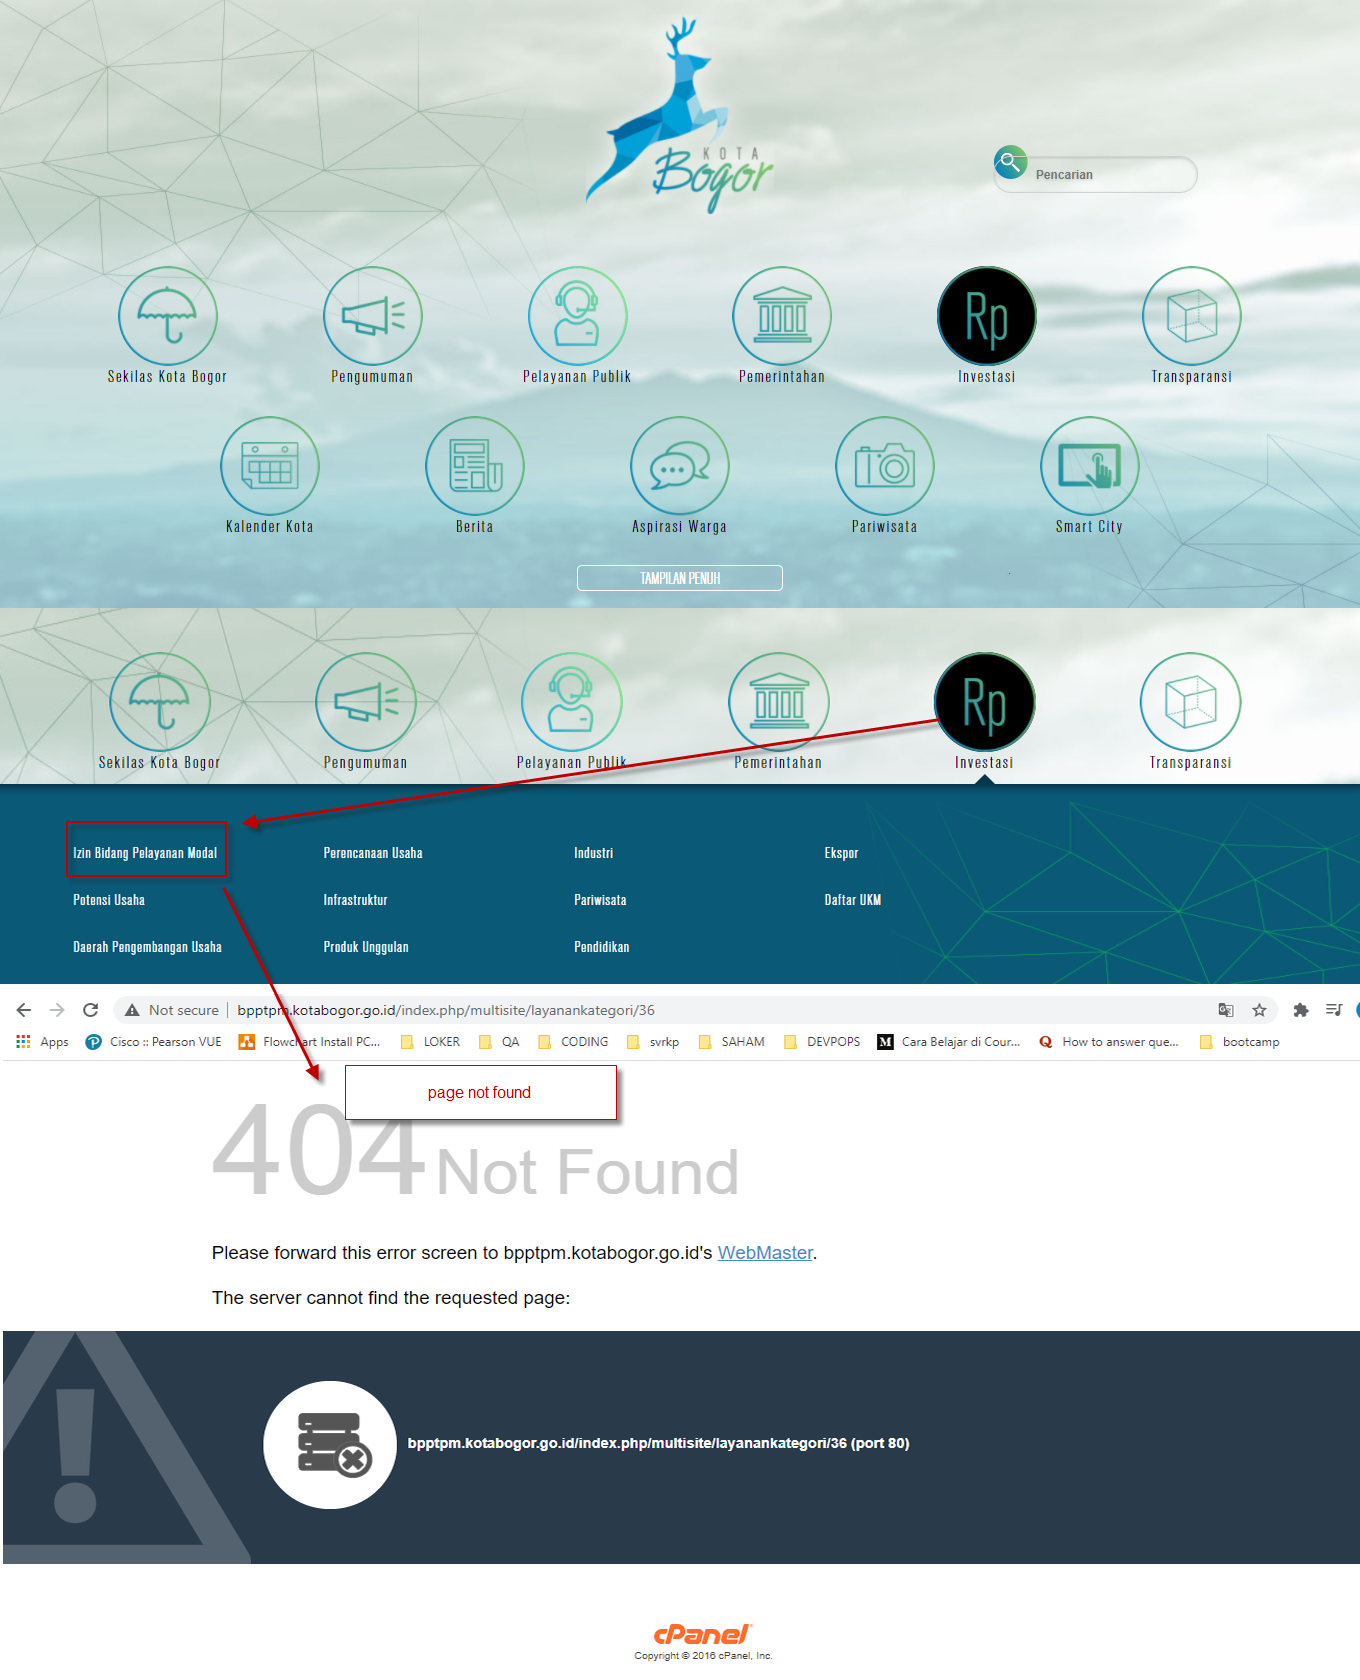 KOTA
Bogor
Pencarian
Rp
Sekilas Kota Bogor
Pengumuman
Pelayanan Publik
Pemerintahan
Investasi
Transparansi
Kalender Kota
Berita
Aspirasi Warga
Pariwisata
Smart City
TAMPILAN PENUH
Rp
Sekilas Kota Bogor
Pengumuman
Pelayanan Publik
Pemerintahan
Investasi
Transparansi
Izin Bidang Pelayanan Modal
Perencanaan Usaha
Industri
Ekspor
Potensi Usaha
Infrastruktur
Pariwisata
Daftar UKM
Daerah Pengembangan Usaha
Produk Unggulan
Pendidikan
Not secure
bpptpm.kotabogor.go.id/index.php/multisite/layanankategori/36
Apps
Cisco :: Pearson VUE
Flowchart Install PC...
LOKER
QA
CODING
svrkp
SAHAM
DEVPOPS
M
Cara Belajar di Cour...
Q
How to answer que...
bootcamp
page not found
404 Not Found
Please forward this error screen to bpptpm.kotabogor.go.id's WebMaster.
The server cannot find the requested page:
bpptpm.kotabogor.go.id/index.php/multisite/layanankategori/36 (port 80)
cPanel
Copyright © 2016 cPanel, Inc.